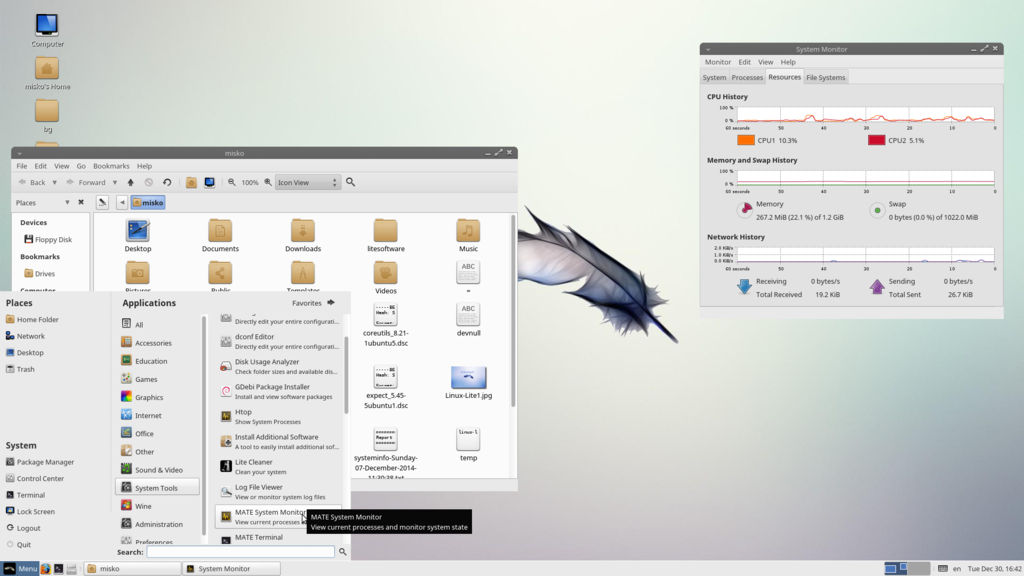 Computer
misko's Home
bg
misko
File Edit View Go Bookmarks Help
Back Forward 100% Icon View
Places misko
Devices
Floppy Disk
Bookmarks
Drives
Desktop Documents Downloads litesoftware Music
Pictures Public Templates Videos ABC
~
coreutils_8.21-
1ubuntu5.dsc
ABC
devnull
expect_5.45-
5ubuntu1.dsc
Linux-Lite1.jpg
systeminfo-Sunday-
07-December-2014-
11:30:38.txt
linux-l
temp
Places
Home Folder
Network
Desktop
Trash
System
Package Manager
Control Center
Terminal
Lock Screen
Logout
Quit
Applications
Favorites
All
Accessories
Education
Games
Graphics
Internet
Office
Other
Sound & Video
System Tools
Wine
Administration
Preferences
Directly edit your entire configurati...
dconf Editor
Directly edit your entire configurati...
Disk Usage Analyzer
Check folder sizes and available dis...
GDebi Package Installer
Install and view software packages
Htop
Show System Processes
Install Additional Software
A tool to easily install additional sof...
Lite Cleaner
Clean your system
Log File Viewer
View or monitor system log files
MATE System Monitor
View current processes
MATE Terminal
MATE System Monitor
View current processes and monitor system state
Search:
System Monitor
Monitor Edit View Help
System Processes Resources File Systems
CPU History
100 %
0 %
60 seconds 50 40 30 20 10 0
CPU1 10.3% CPU2 5.1%
Memory and Swap History
100 %
0 %
60 seconds 50 40 30 20 10 0
Memory
267.2 MiB (22.1 %) of 1.2 GiB
Swap
0 bytes (0.0 %) of 1022.0 MiB
Network History
2.0 KiB/s
1.0 KiB/s
0.0 KiB/s
60 seconds 50 40 30 20 10 0
Receiving 0 bytes/s
Total Received 19.2 KiB
Sending 0 bytes/s
Total Sent 26.7 KiB
Menu misko System Monitor en Tue Dec 30, 16:42